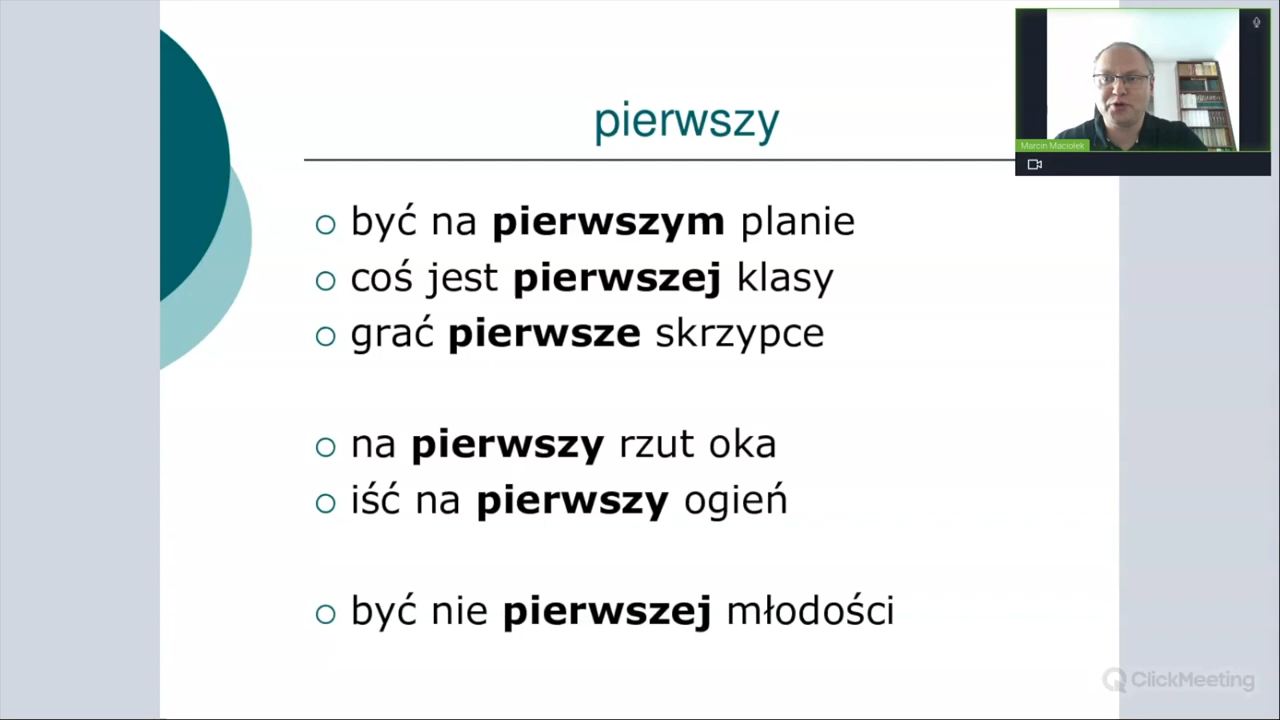 pierwszy
Marcin Maciołek
być na pierwszym planie
coś jest pierwszej klasy
grać pierwsze skrzypce
na pierwszy rzut oka
iść na pierwszy ogień
być nie pierwszej młodości
ClickMeeting